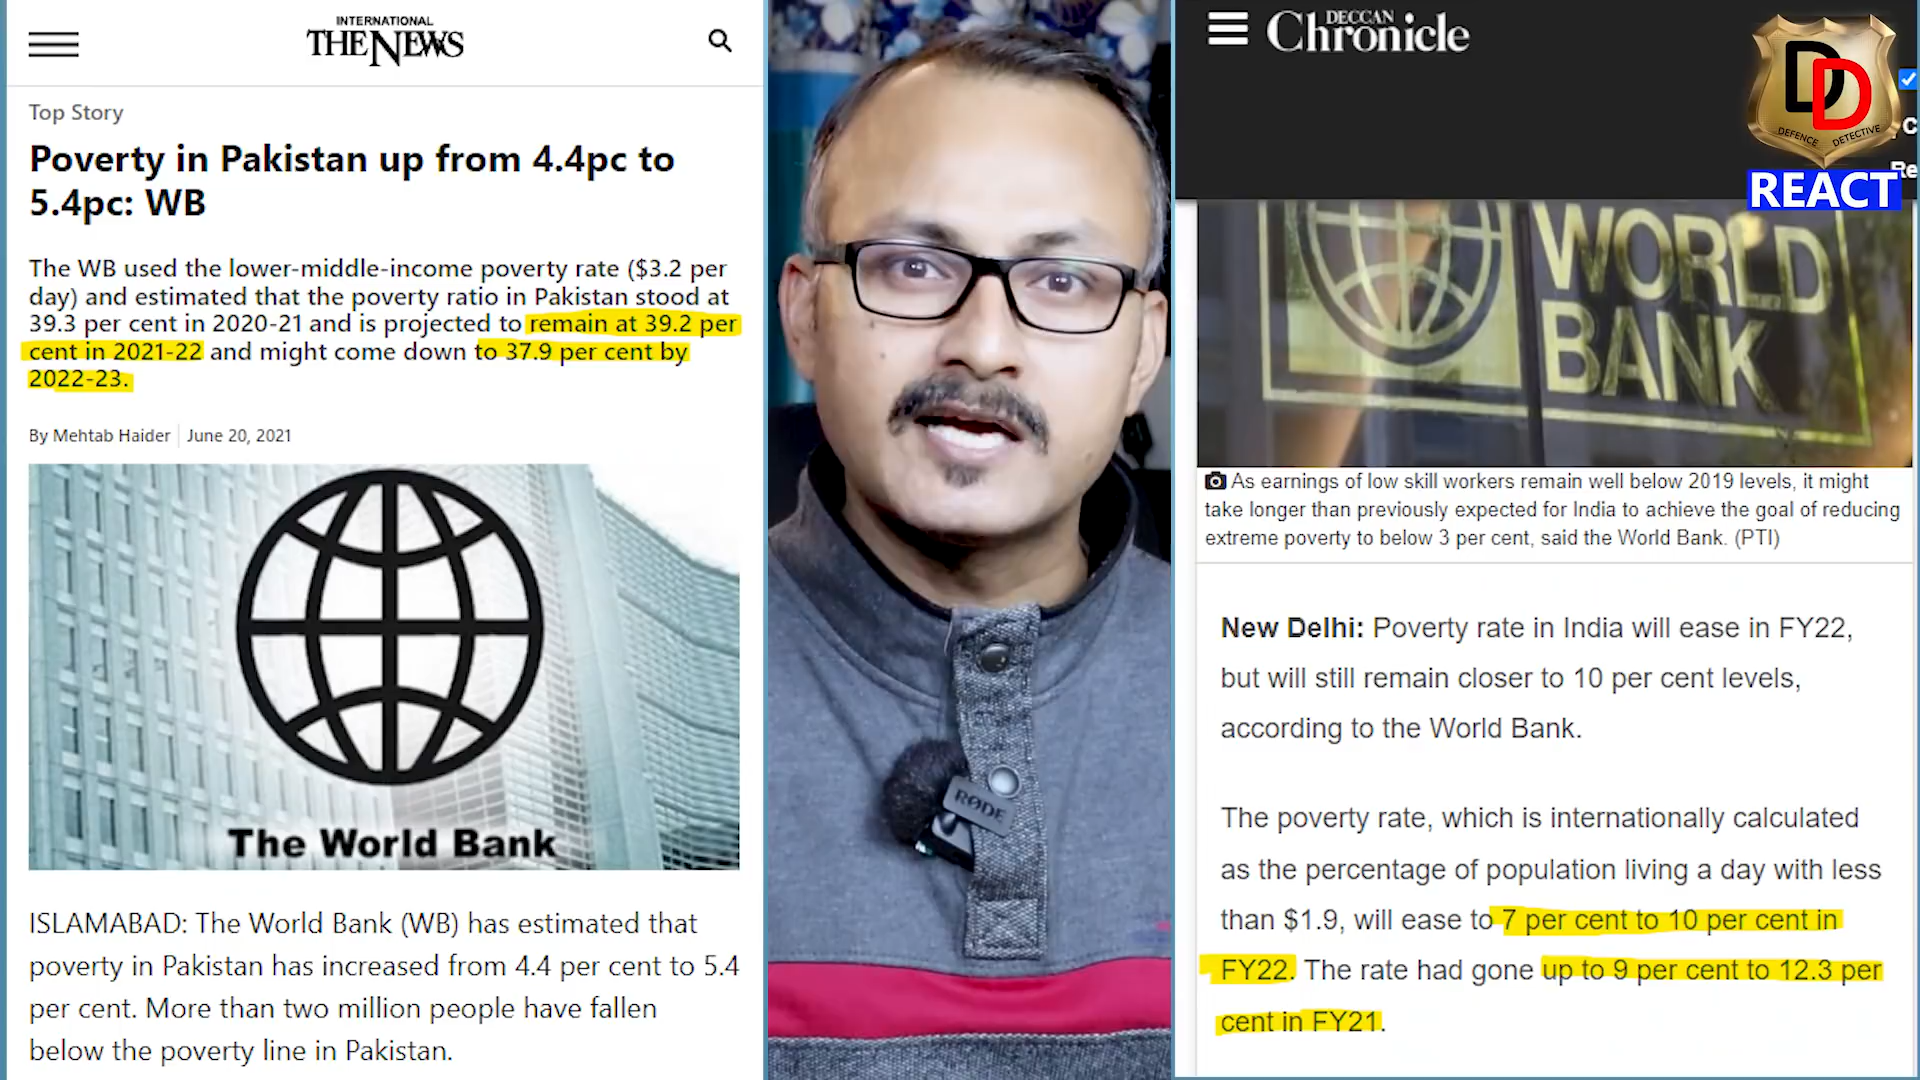 INTERNATIONAL
THE NEWS
Top Story
Poverty in Pakistan up from 4.4pc to
5.4pc: WB
The WB used the lower-middle-income poverty rate ($3.2 per
day) and estimated that the poverty ratio in Pakistan stood at
39.3 per cent in 2020-21 and is projected to remain at 39.2 per
cent in 2021-22 and might come down to 37.9 per cent by
2022-23.
By Mehtab Haider June 20, 2021
The World Bank
ISLAMABAD: The World Bank (WB) has estimated that
poverty in Pakistan has increased from 4.4 per cent to 5.4
per cent. More than two million people have fallen
below the poverty line in Pakistan.
RØDE
DECCAN
Chronicle
DD
DEFENCE DETECTIVE
C
Re
REACT
WORLD
BANK
As earnings of low skill workers remain well below 2019 levels, it might
take longer than previously expected for India to achieve the goal of reducing
extreme poverty to below 3 per cent, said the World Bank. (PTI)
New Delhi: Poverty rate in India will ease in FY22,
but will still remain closer to 10 per cent levels,
according to the World Bank.
The poverty rate, which is internationally calculated
as the percentage of population living a day with less
than $1.9, will ease to 7 per cent to 10 per cent in
FY22. The rate had gone up to 9 per cent to 12.3 per
cent in FY21.